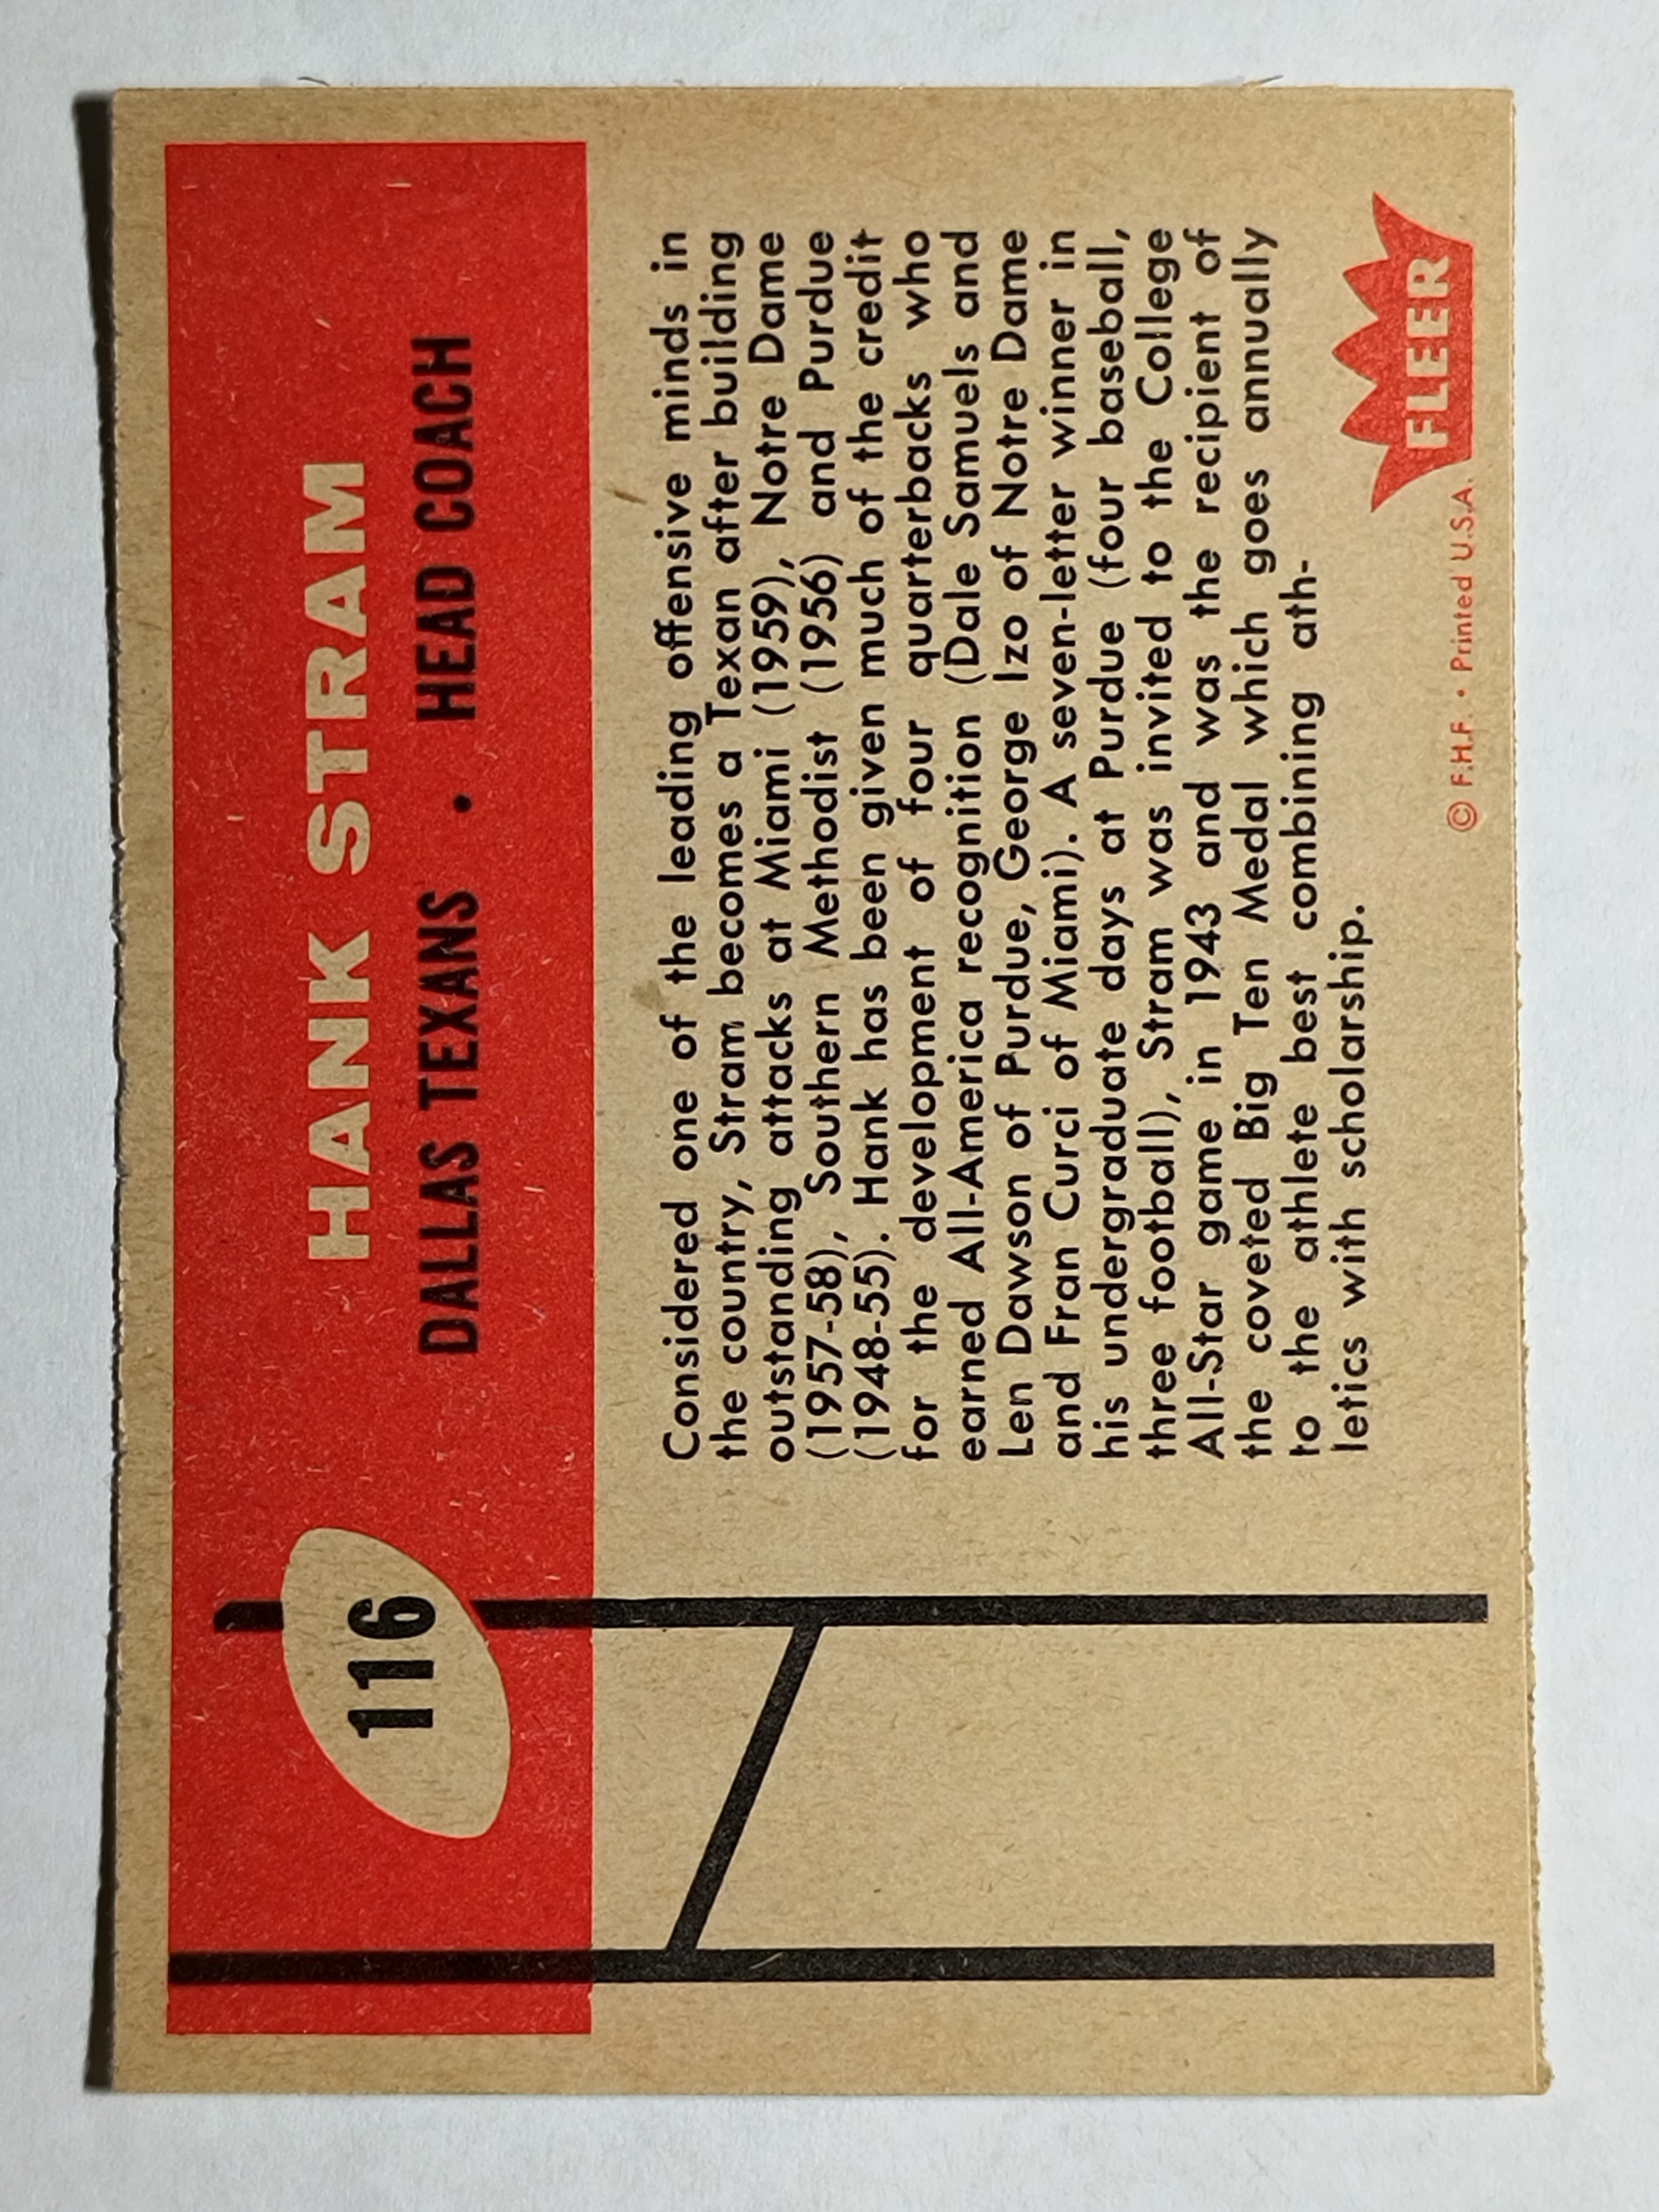 116
HANK STRAM
DALLAS TEXANS • HEAD COACH
Considered one of the leading offensive minds in
the country, Stram becomes a Texan after building
outstanding attacks at Miami (1959), Notre Dame
(1957-58), Southern Methodist (1956) and Purdue
(1948-55). Hank has been given much of the credit
for the development of four quarterbacks who
earned All-America recognition (Dale Samuels and
Len Dawson of Purdue, George Izo of Notre Dame
and Fran Curci of Miami). A seven-letter winner in
his undergraduate days at Purdue (four baseball,
three football), Stram was invited to the College
All-Star game in 1943 and was the recipient of
the coveted Big Ten Medal which goes annually
to the athlete best combining ath-
letics with scholarship.
© F.H.F. • Printed U.S.A.
FLEER